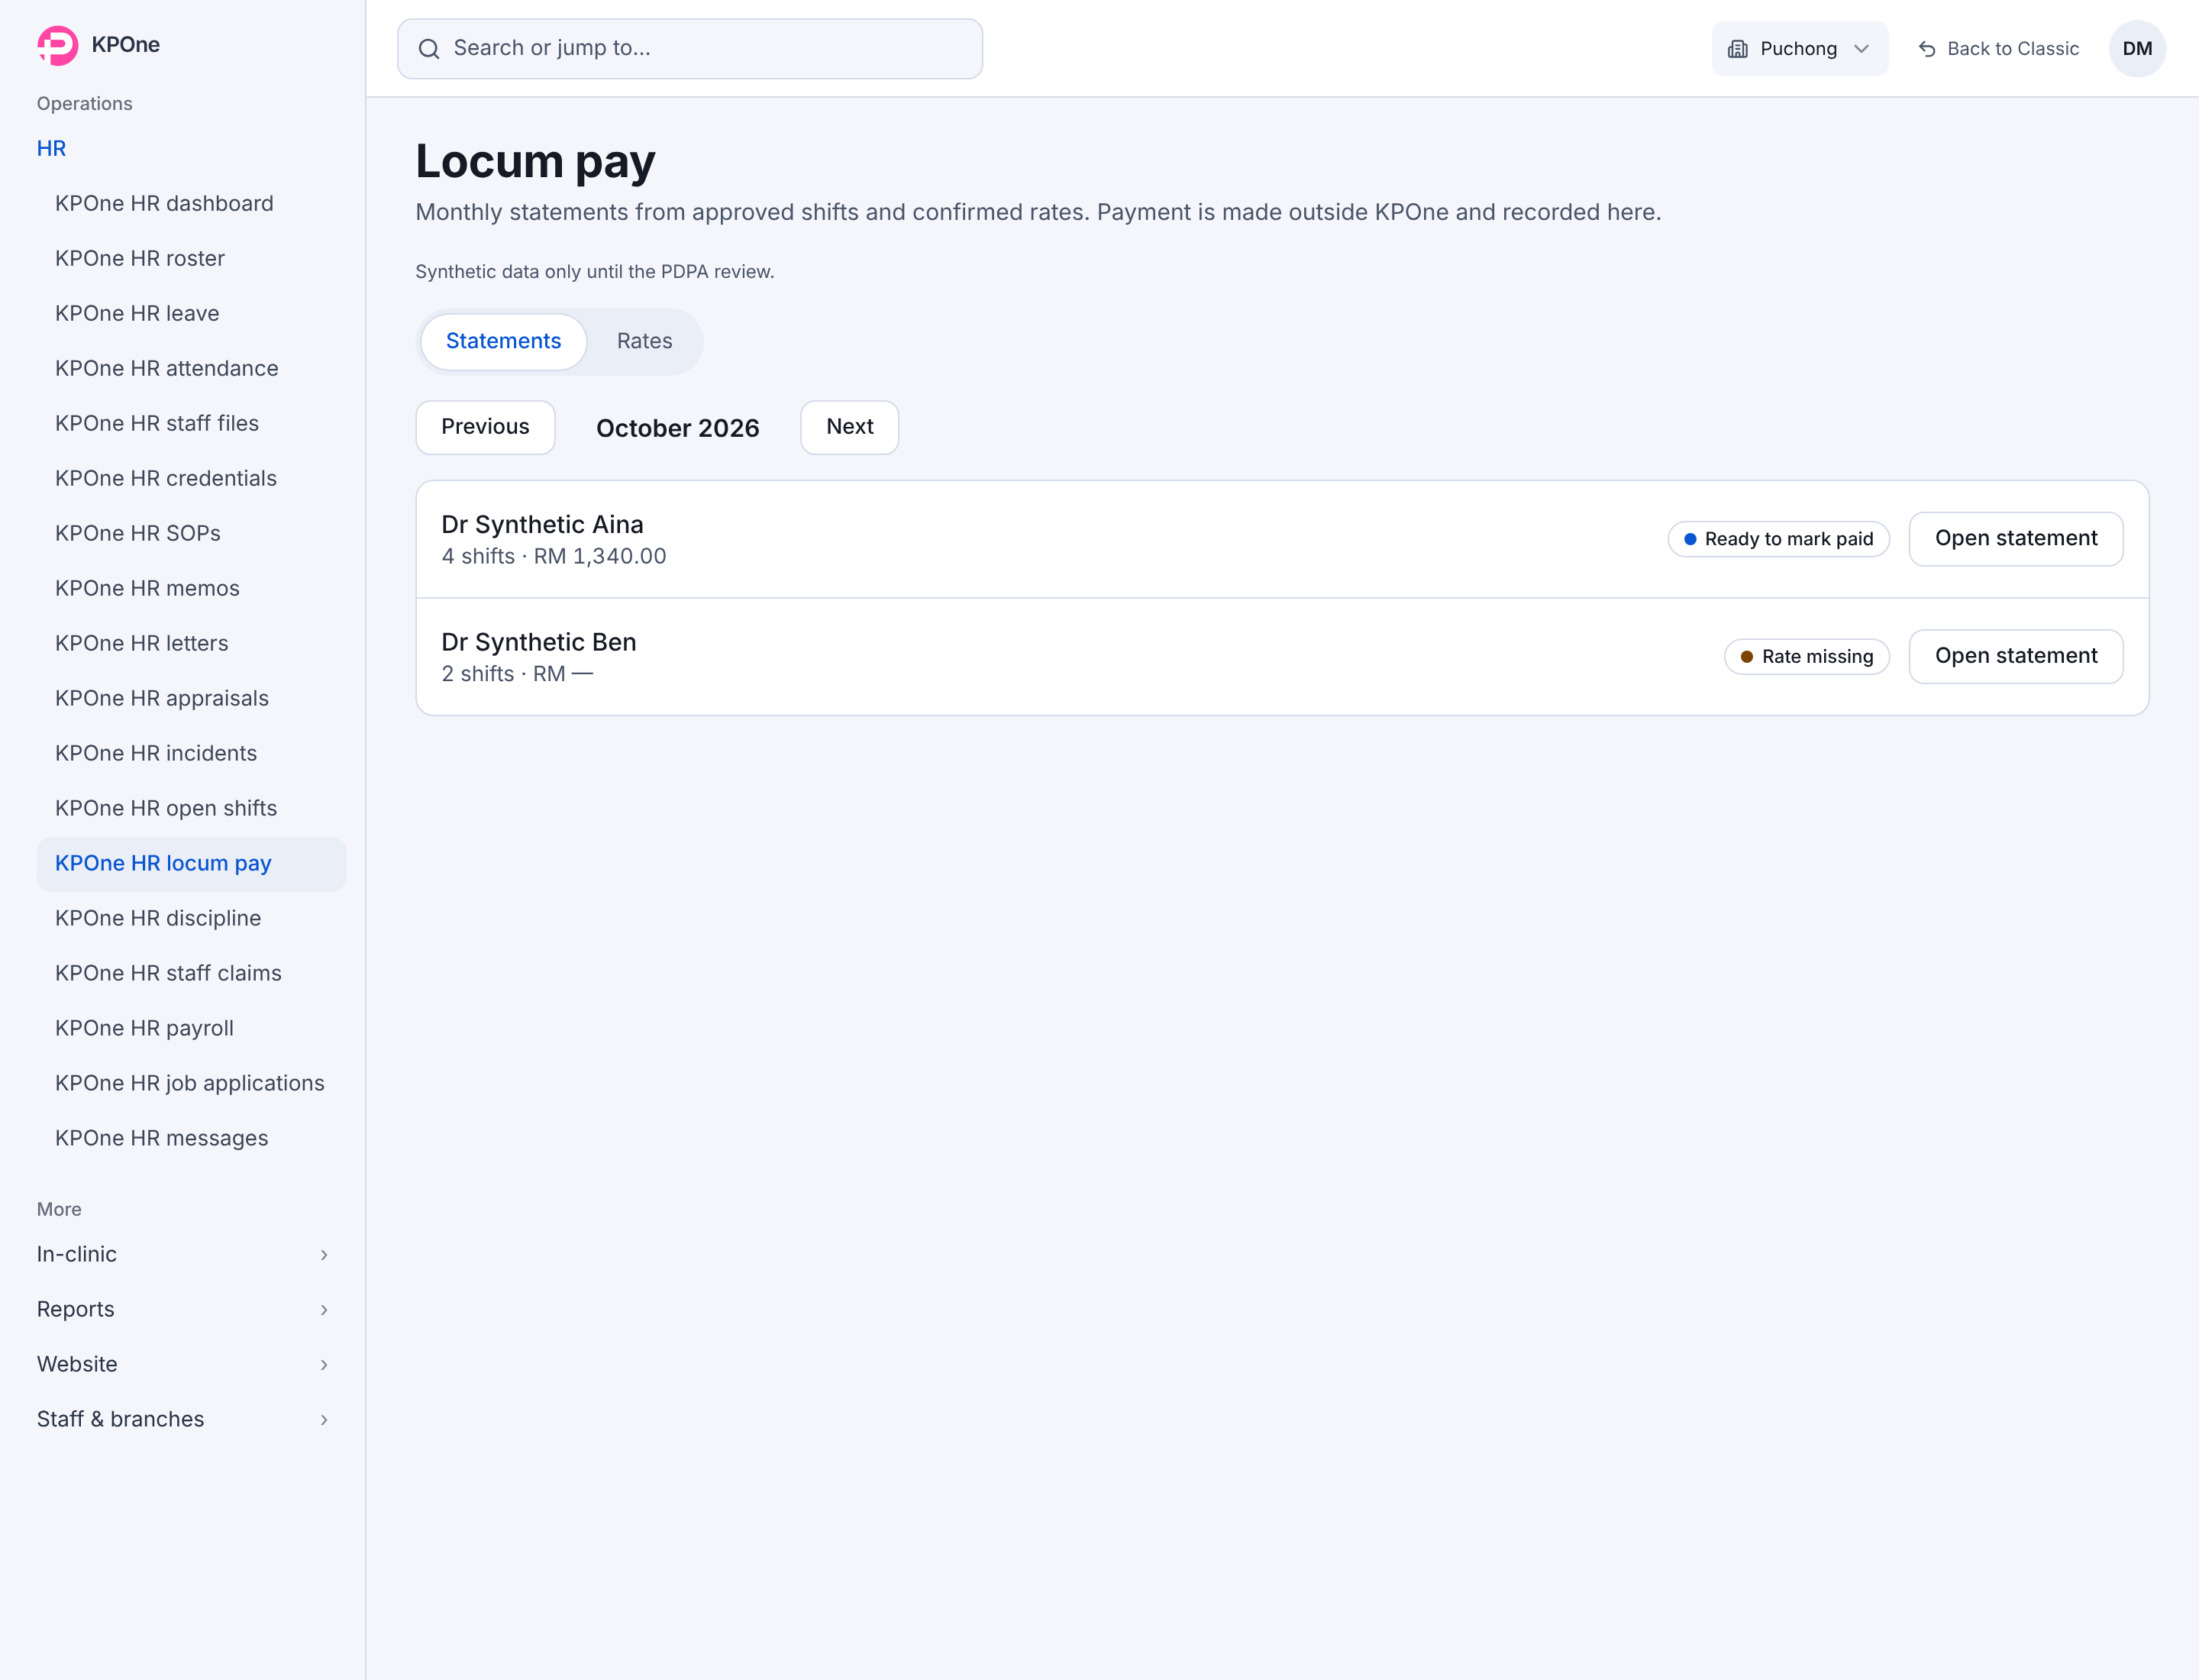 KPOne
Operations
HR
KPOne HR dashboard
KPOne HR roster
KPOne HR leave
KPOne HR attendance
KPOne HR staff files
KPOne HR credentials
KPOne HR SOPs
KPOne HR memos
KPOne HR letters
KPOne HR appraisals
KPOne HR incidents
KPOne HR open shifts
KPOne HR locum pay
KPOne HR discipline
KPOne HR staff claims
KPOne HR payroll
KPOne HR job applications
KPOne HR messages
More
In-clinic
Reports
Website
Staff & branches
Search or jump to...
Puchong
Back to Classic
DM
Locum pay
Monthly statements from approved shifts and confirmed rates. Payment is made outside KPOne and recorded here.
Synthetic data only until the PDPA review.
Statements
Rates
Previous
October 2026
Next
Dr Synthetic Aina
4 shifts · RM 1,340.00
Ready to mark paid
Open statement
Dr Synthetic Ben
2 shifts · RM —
Rate missing
Open statement